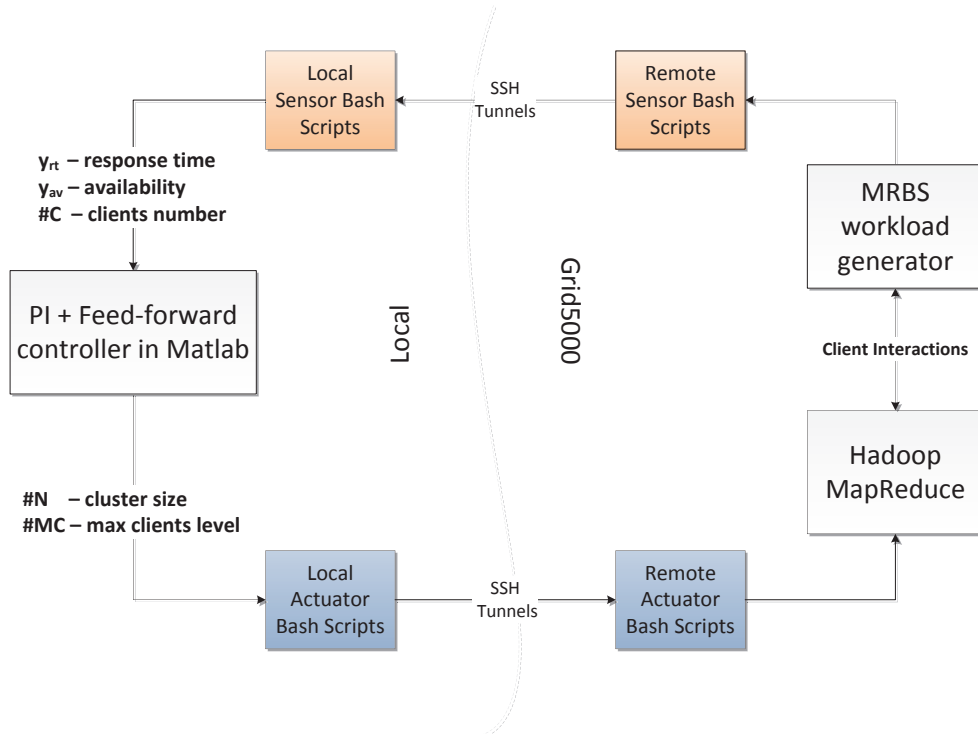 Local
Sensor Bash
Scripts
SSH
Tunnels
Remote
Sensor Bash
Scripts
yrt – response time
yav – availability
#C – clients number
MRBS
workload
generator
PI + Feed-forward
controller in Matlab
Local
Grid5000
Client Interactions
Hadoop
MapReduce
#N – cluster size
#MC – max clients level
Local
Actuator
Bash Scripts
SSH
Tunnels
Remote
Actuator
Bash Scripts